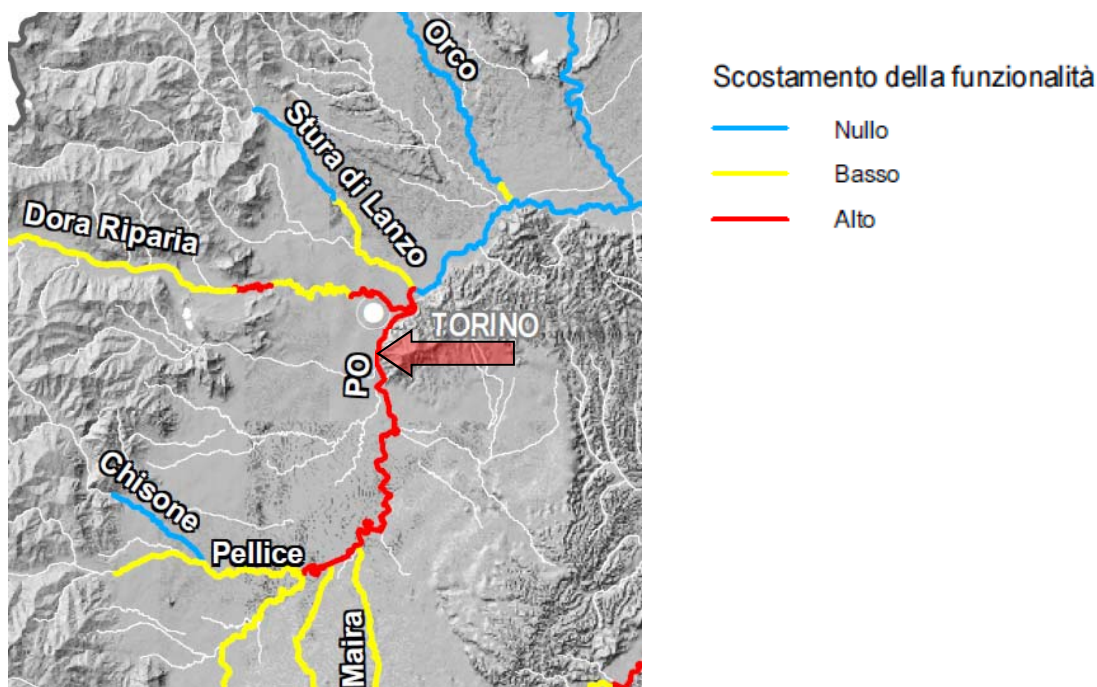 Orco
Stura di Lanzo
Dora Riparia
TORINO
PO
Chisone
Pellice
Maira
Scostamento della funzionalità
Nullo
Basso
Alto